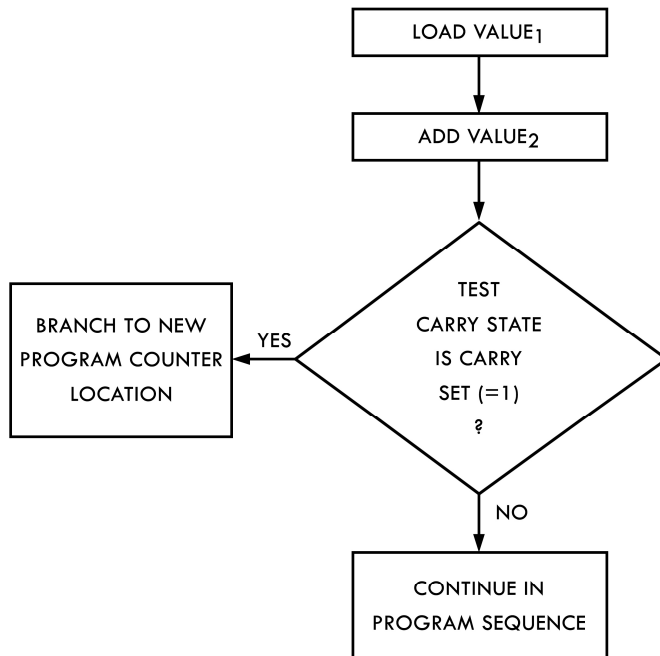 LOAD VALUE1
ADD VALUE2
TEST
CARRY STATE
IS CARRY
SET (=1)
?
YES
BRANCH TO NEW
PROGRAM COUNTER
LOCATION
NO
CONTINUE IN
PROGRAM SEQUENCE